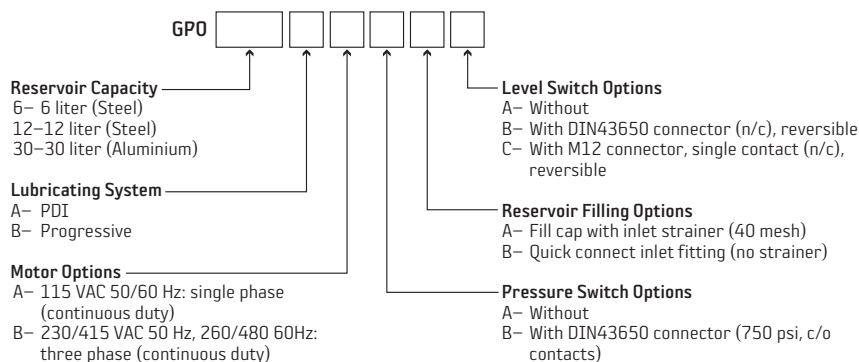 GPO
Reservoir Capacity
6– 6 liter (Steel)
12–12 liter (Steel)
30–30 liter (Aluminium)
Lubricating System
A– PDI
B– Progressive
Motor Options
A– 115 VAC 50/60 Hz: single phase
(continuous duty)
B– 230/415 VAC 50 Hz, 260/480 60Hz:
three phase (continuous duty)
Level Switch Options
A– Without
B– With DIN43650 connector (n/c), reversible
C– With M12 connector, single contact (n/c),
reversible
Reservoir Filling Options
A– Fill cap with inlet strainer (40 mesh)
B– Quick connect inlet fitting (no strainer)
Pressure Switch Options
A– Without
B– With DIN43650 connector (750 psi, c/o
contacts)